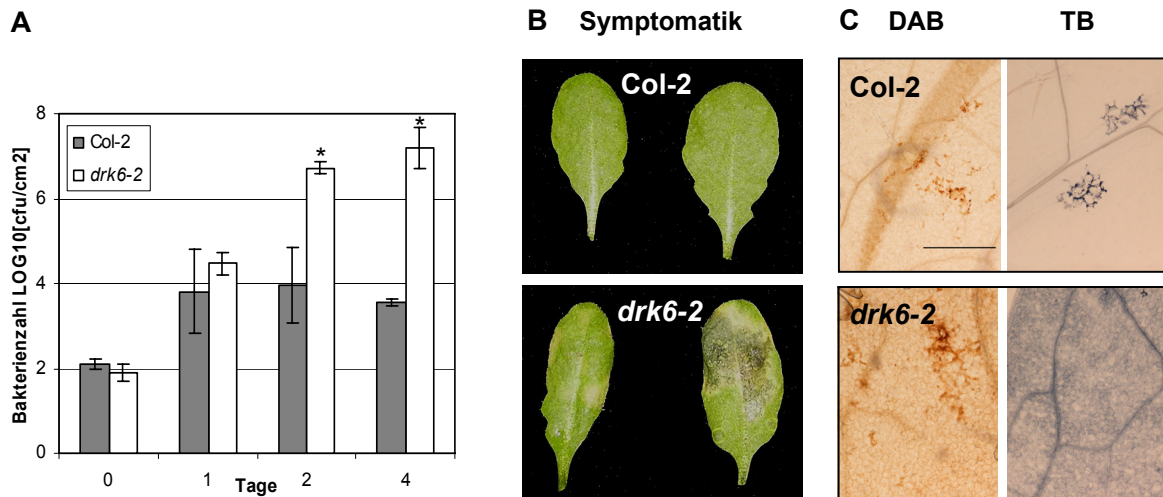 A
B Symptomatik
C DAB TB
Bakterienzahl LOG10[cfu/cm2]
8
6
4
2
0
Col-2
drk6-2
* *
0 1 2 4
Tage
Col-2
drk6-2
Col-2
drk6-2